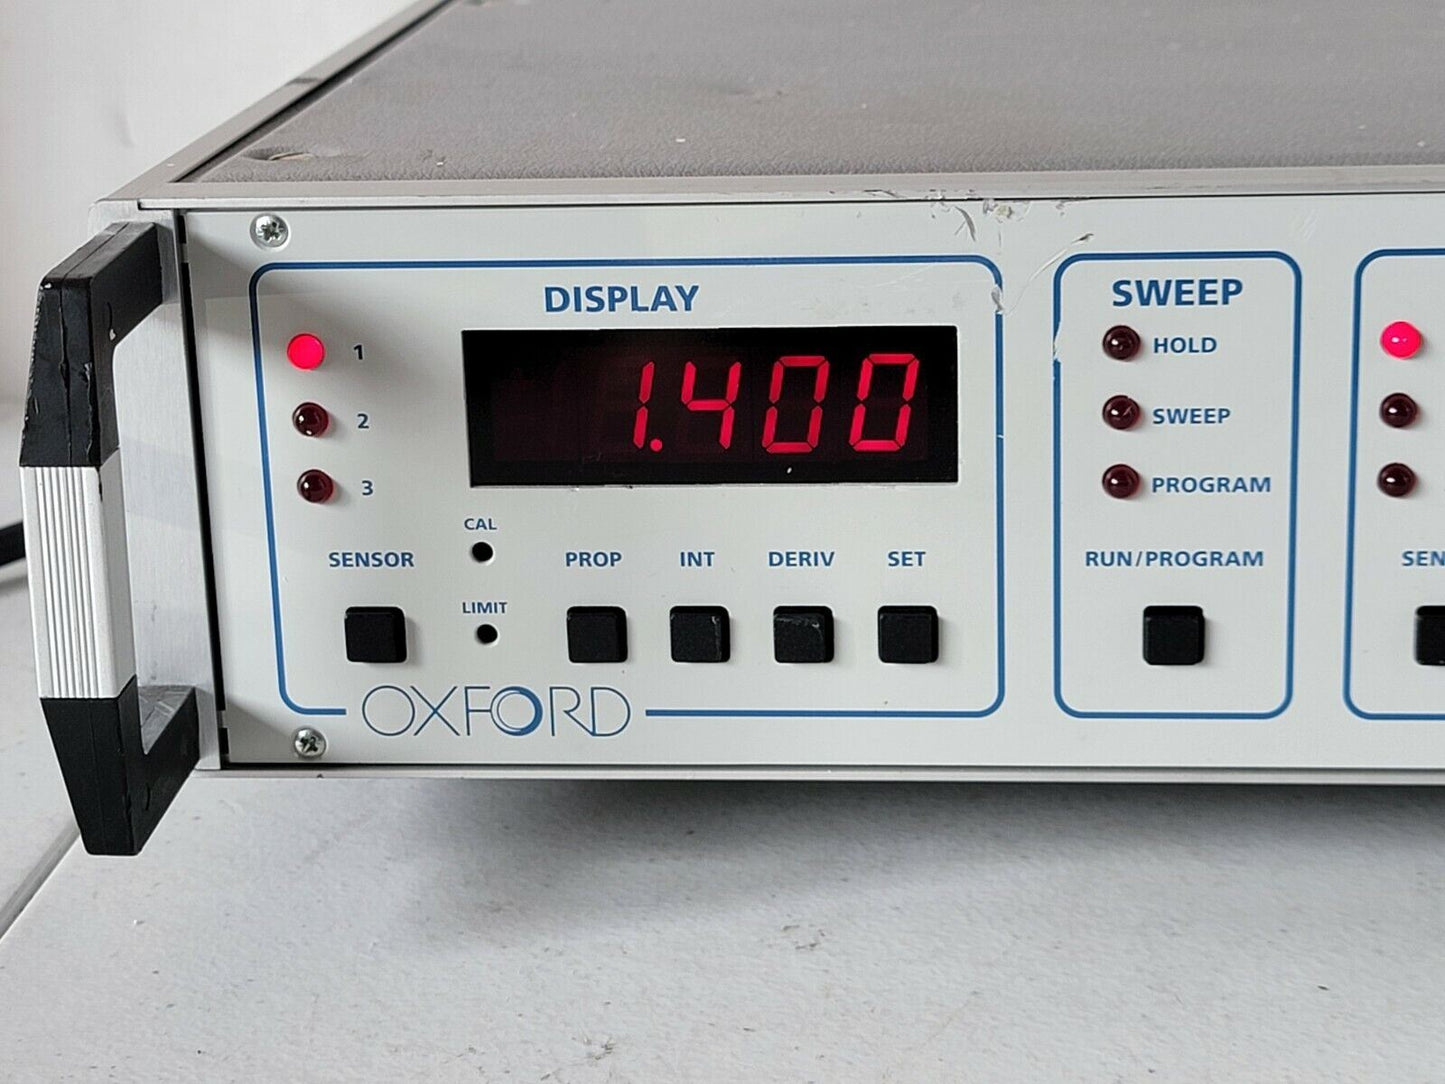 DISPLAY
1
2
3
1.400
SENSOR
CAL
LIMIT
PROP
INT
DERIV
SET
OXFORD
SWEEP
HOLD
SWEEP
PROGRAM
RUN/PROGRAM
SEN